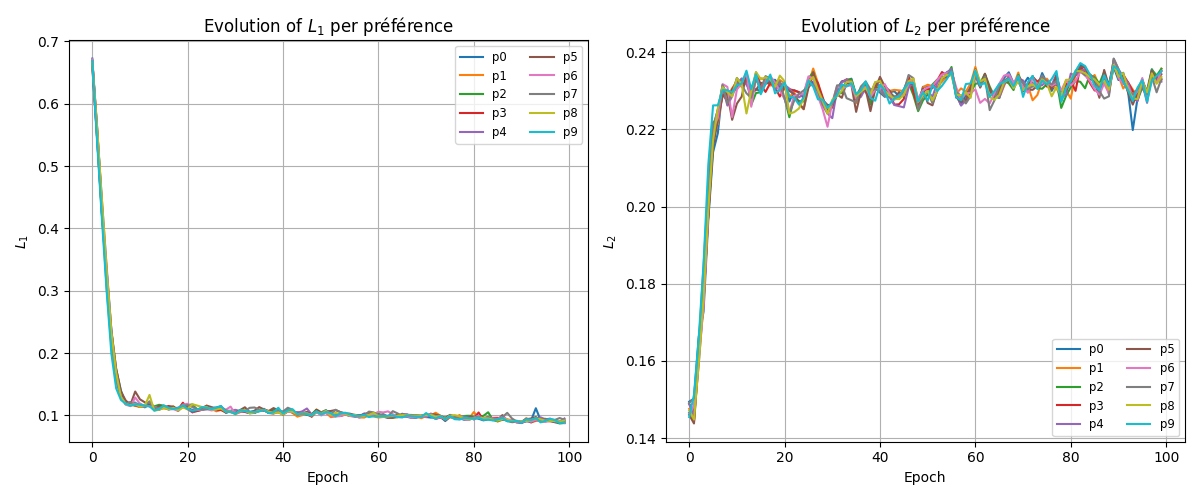 Evolution of L₁ per préférence
L₁
0.7
0.6
0.5
0.4
0.3
0.2
0.1
0 20 40 60 80 100
Epoch
p0 p5
p1 p6
p2 p7
p3 p8
p4 p9
Evolution of L₂ per préférence
L₂
0.24
0.22
0.20
0.18
0.16
0.14
0 20 40 60 80 100
Epoch
p0 p5
p1 p6
p2 p7
p3 p8
p4 p9